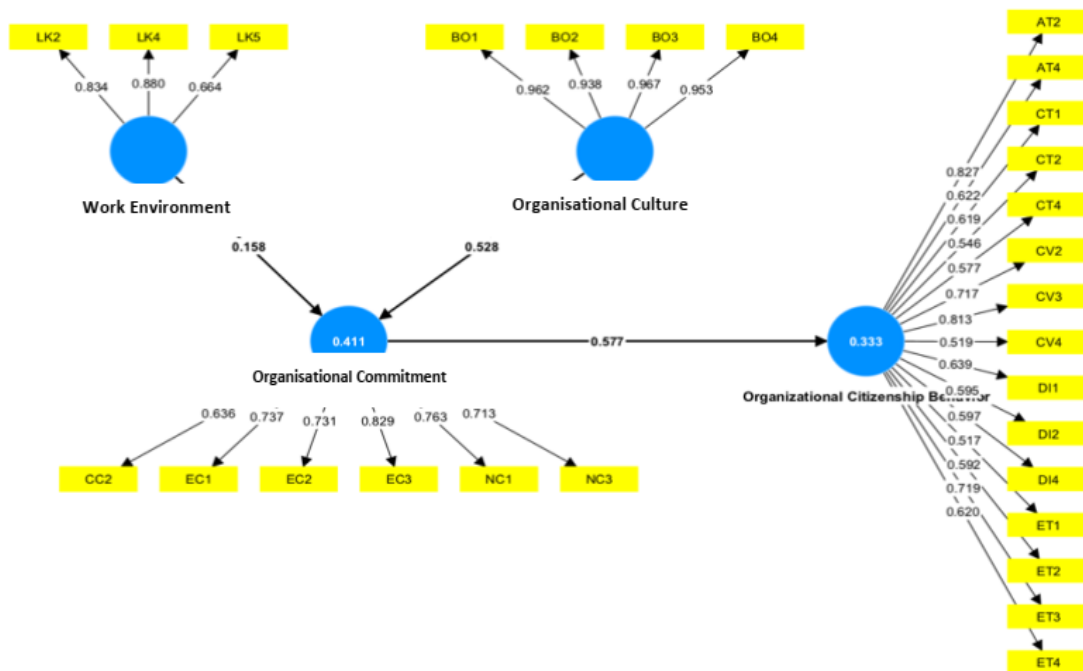 LK2 LK4 LK5 BO1 BO2 BO3 BO4
AT2
AT4
CT1
CT2
CT4
CV2
CV3
CV4
DI1
DI2
DI4
ET1
ET2
ET3
ET4
0.834 0.880 0.664
0.962 0.938 0.967 0.953
Work Environment
Organisational Culture
0.158
0.528
0.827
0.622
0.619
0.546
0.577
0.717
0.813
0.519
0.639
0.595
0.597
0.517
0.592
0.719
0.620
0.411
0.577
0.333
Organisational Commitment
Organizational Citizenship Behavior
0.636 0.737 0.731 0.829 0.763 0.713
CC2 EC1 EC2 EC3 NC1 NC3